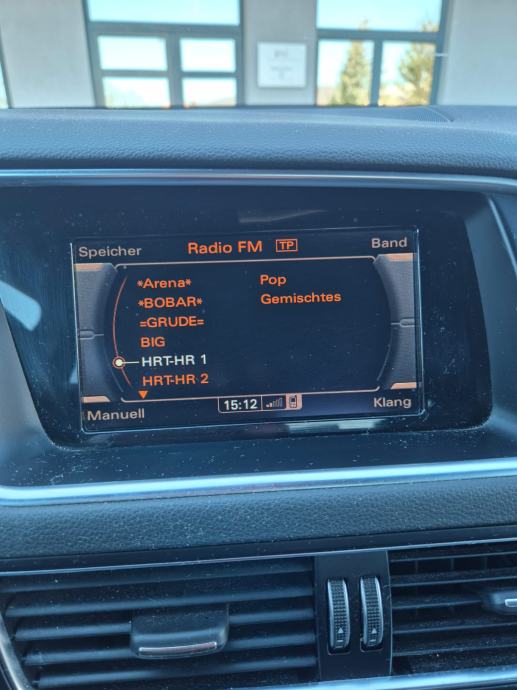 Speicher
Radio FM TP
Band
*Arena* Pop
*BOBAR* Gemischtes
=GRUDE=
BIG
HRT-HR 1
HRT-HR 2
Manuell
15:12
Klang